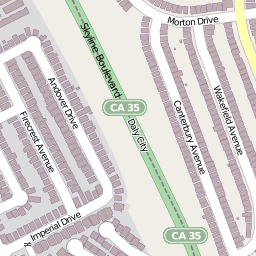 Morton Drive
Skyline Boulevard
CA 35
Daly City
Andover Drive
Firecrest Avenue
Canterbury Avenue
Wakefield Avenue
Imperial Drive
CA 35